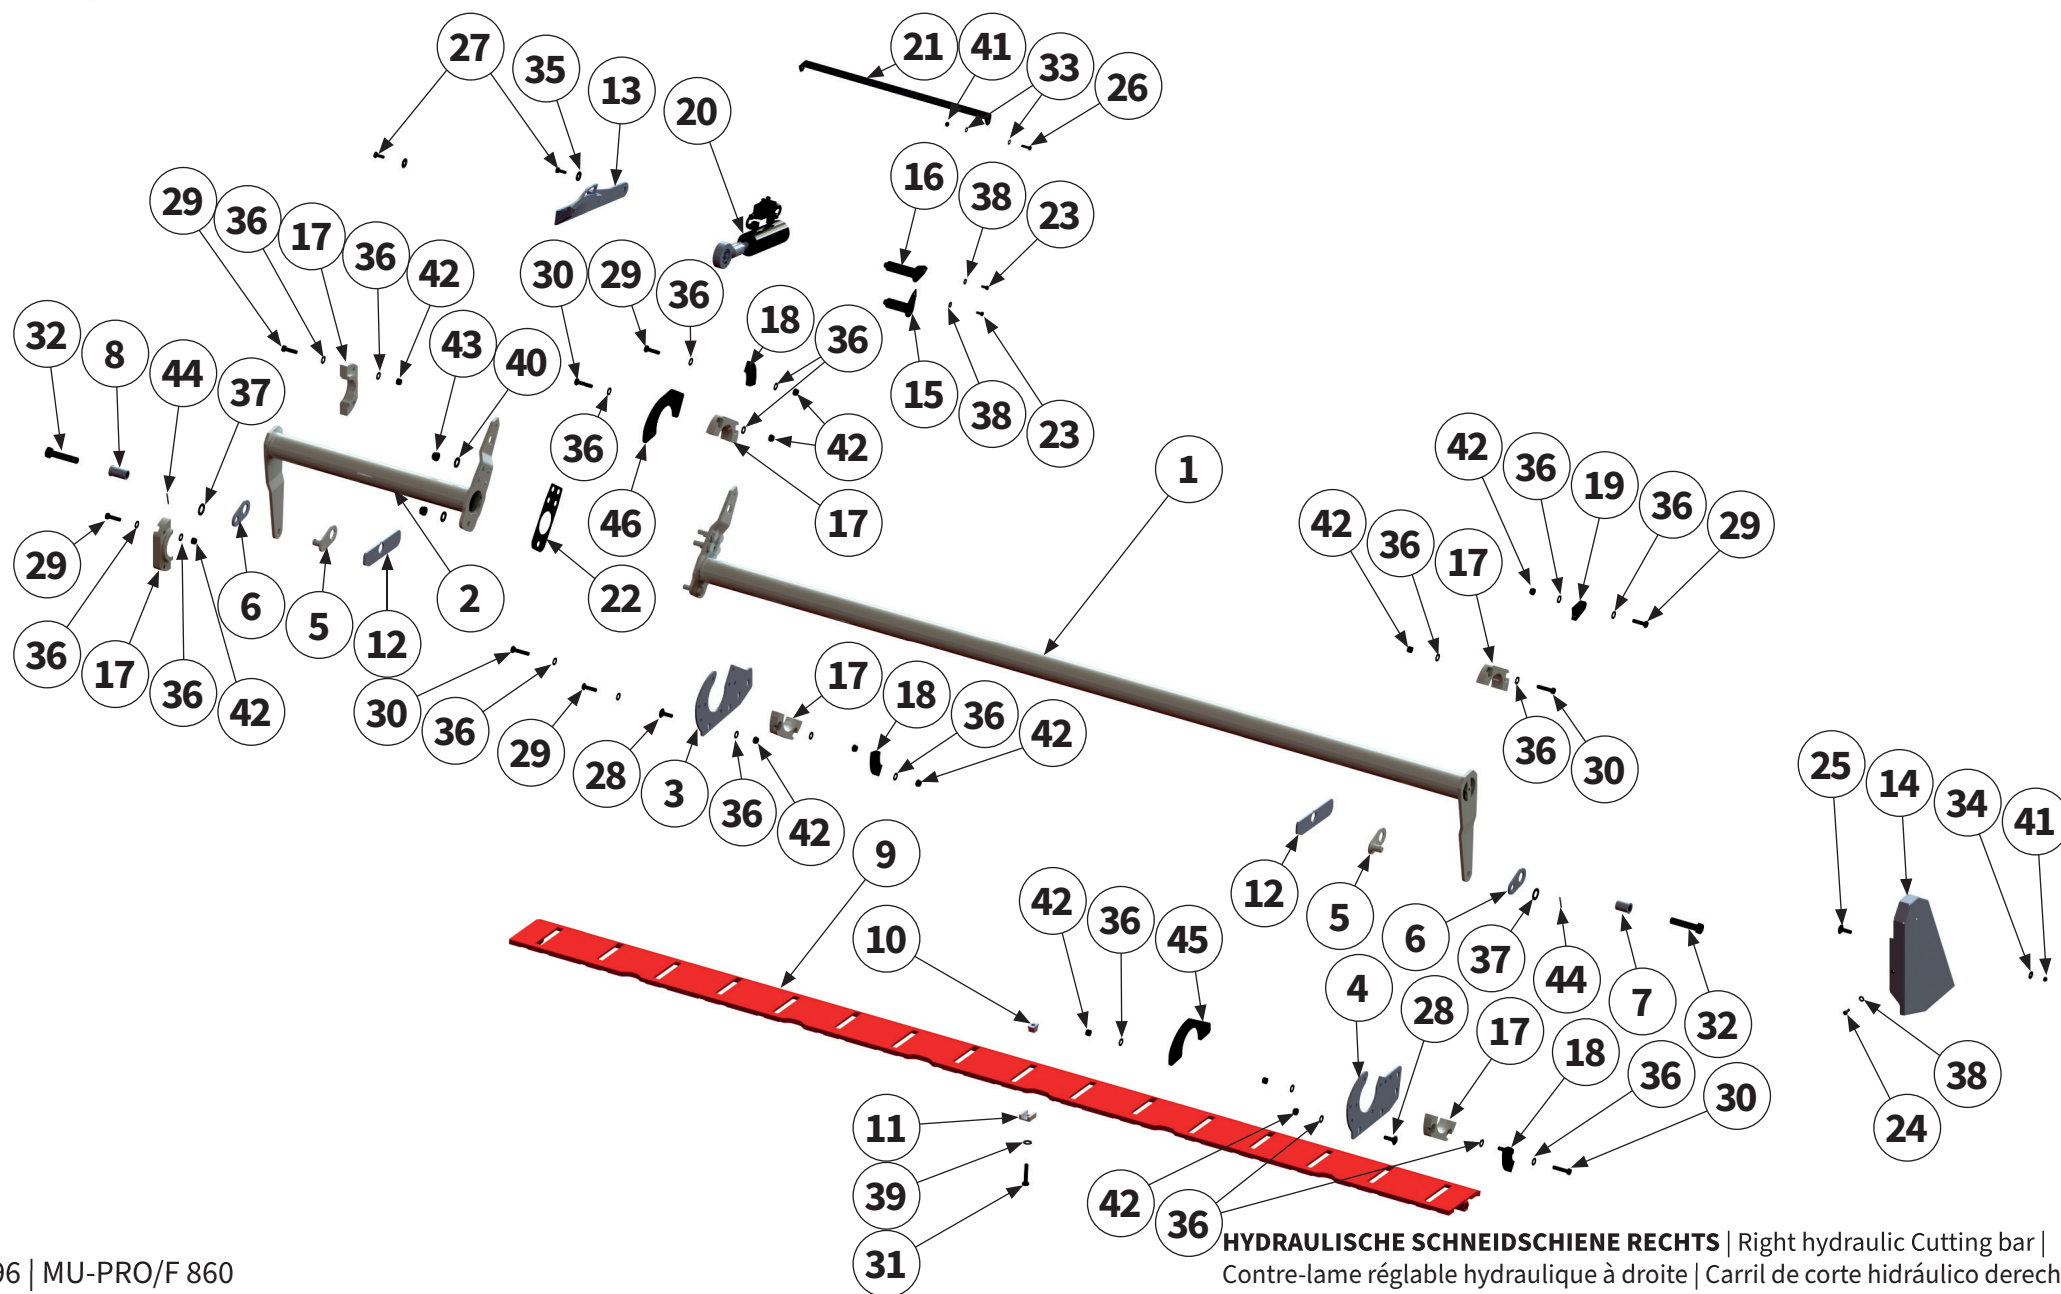 27 35 13 20 21 41 33 26
29 36 17 36 42 16 38 23
30 29 36 18 36
32 8 44 37 43 40 15 38 23
36 46 42 17 1
42 36 19 36 29
42 36 17
29 6 5 12 2 22
36 17 36 42 30 36 29 28 3 36 42
17 18 36 42
36 30
25 14 34 41
9 12 5 6 37 44 7 32
10 42 36 45 4 28 17 18 36 30
38 24
11 39 31 42 36
HYDRAULISCHE SCHNEIDSCHIENE RECHTS | Right hydraulic Cutting bar |
96 | MU-PRO/F 860
Contre-lame réglable hydraulique à droite | Carril de corte hidráulico derech